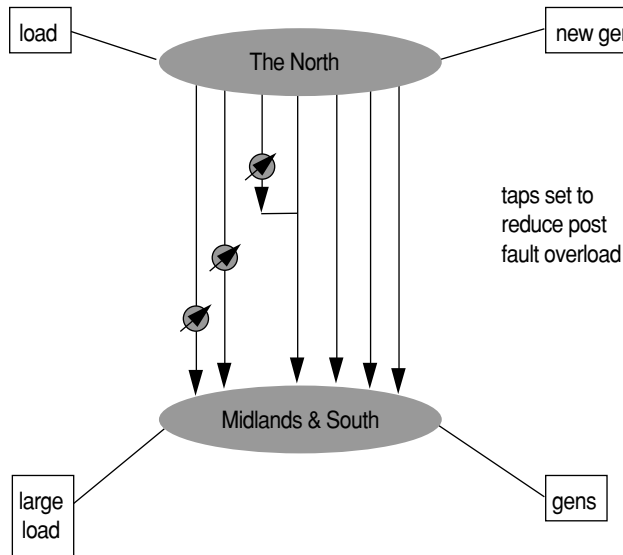 load
The North
new gen
taps set to
reduce post
fault overload
Midlands & South
large
load
gens